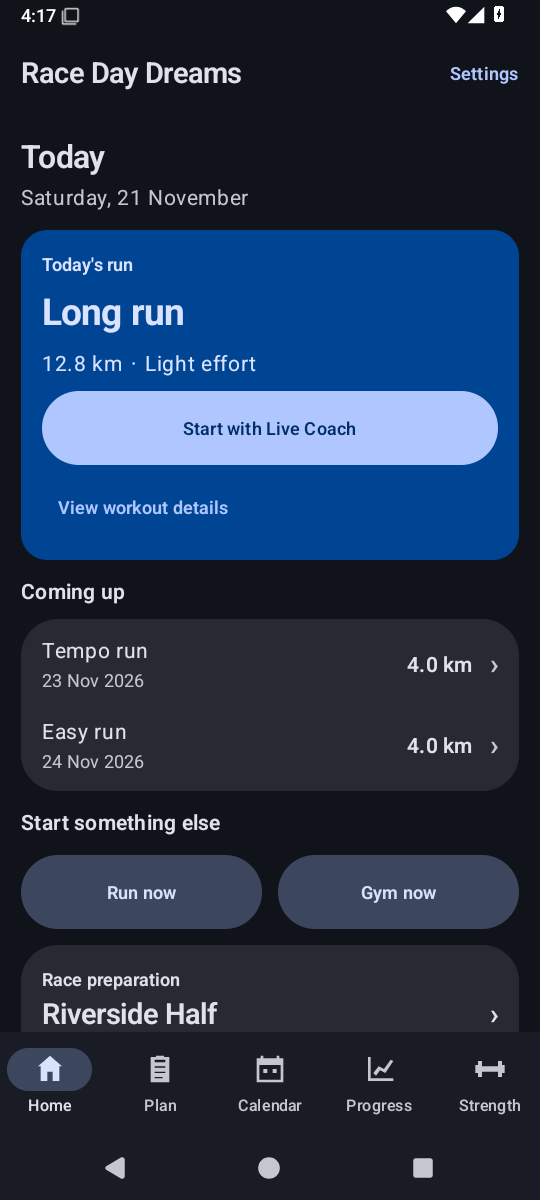 4:17
Race Day Dreams
Settings
Today
Saturday, 21 November
Today's run
Long run
12.8 km · Light effort
Start with Live Coach
View workout details
Coming up
Tempo run
4.0 km ›
23 Nov 2026
Easy run
4.0 km ›
24 Nov 2026
Start something else
Run now
Gym now
Race preparation
Riverside Half ›
Home
Plan
Calendar
Progress
Strength